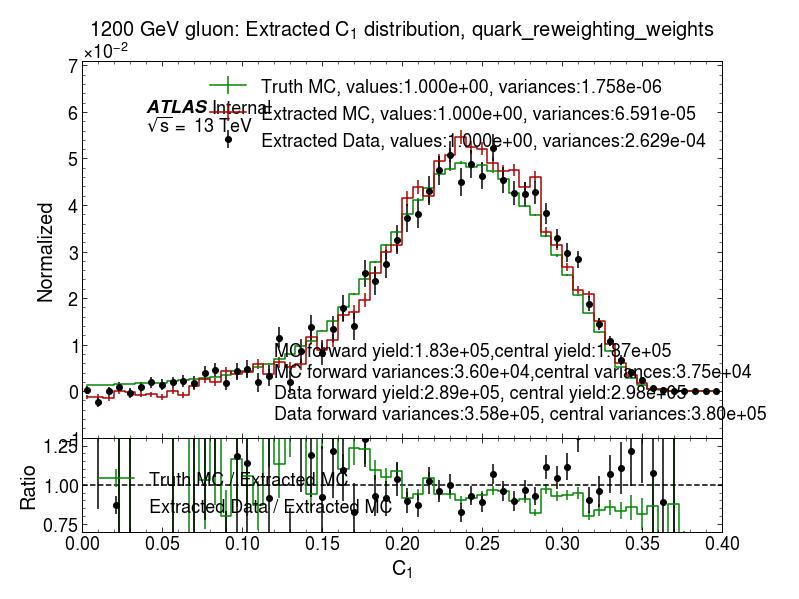 1200 GeV gluon: Extracted C1 distribution, quark_reweighting_weights
×10−2
Truth MC, values:1.000e+00, variances:1.758e-06
ATLAS Internal
Extracted MC, values:1.000e+00, variances:6.591e-05
√s = 13 TeV
Extracted Data, values:1.000e+00, variances:2.629e-04
7
6
5
4
3
2
1
0
Normalized
MC forward yield:1.83e+05,central yield:1.87e+05
MC forward variances:3.60e+04,central variances:3.75e+04
Data forward yield:2.89e+05, central yield:2.98e+05
Data forward variances:3.58e+05, central variances:3.80e+05
1.25
1.00
0.75
Ratio
Truth MC / Extracted MC
Extracted Data / Extracted MC
0.00 0.05 0.10 0.15 0.20 0.25 0.30 0.35 0.40
C1